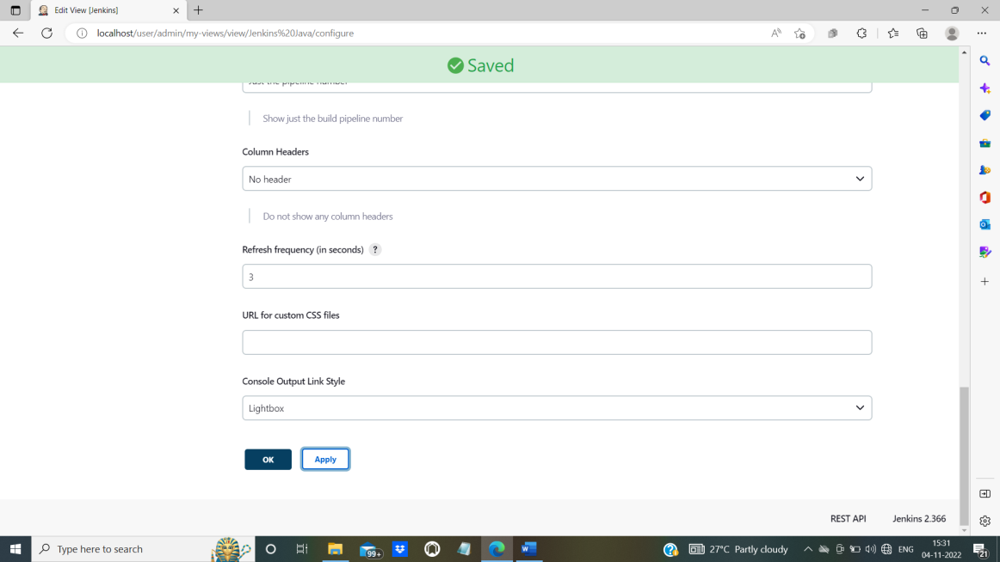 Edit View [Jenkins]
localhost/user/admin/my-views/view/Jenkins%20Java/configure
Saved
Just the pipeline number
Show just the build pipeline number
Column Headers
No header
Do not show any column headers
Refresh frequency (in seconds) ?
3
URL for custom CSS files
Console Output Link Style
Lightbox
OK Apply
REST API Jenkins 2.366
Type here to search
99+
27°C Partly cloudy
ENG
15:31
04-11-2022
21